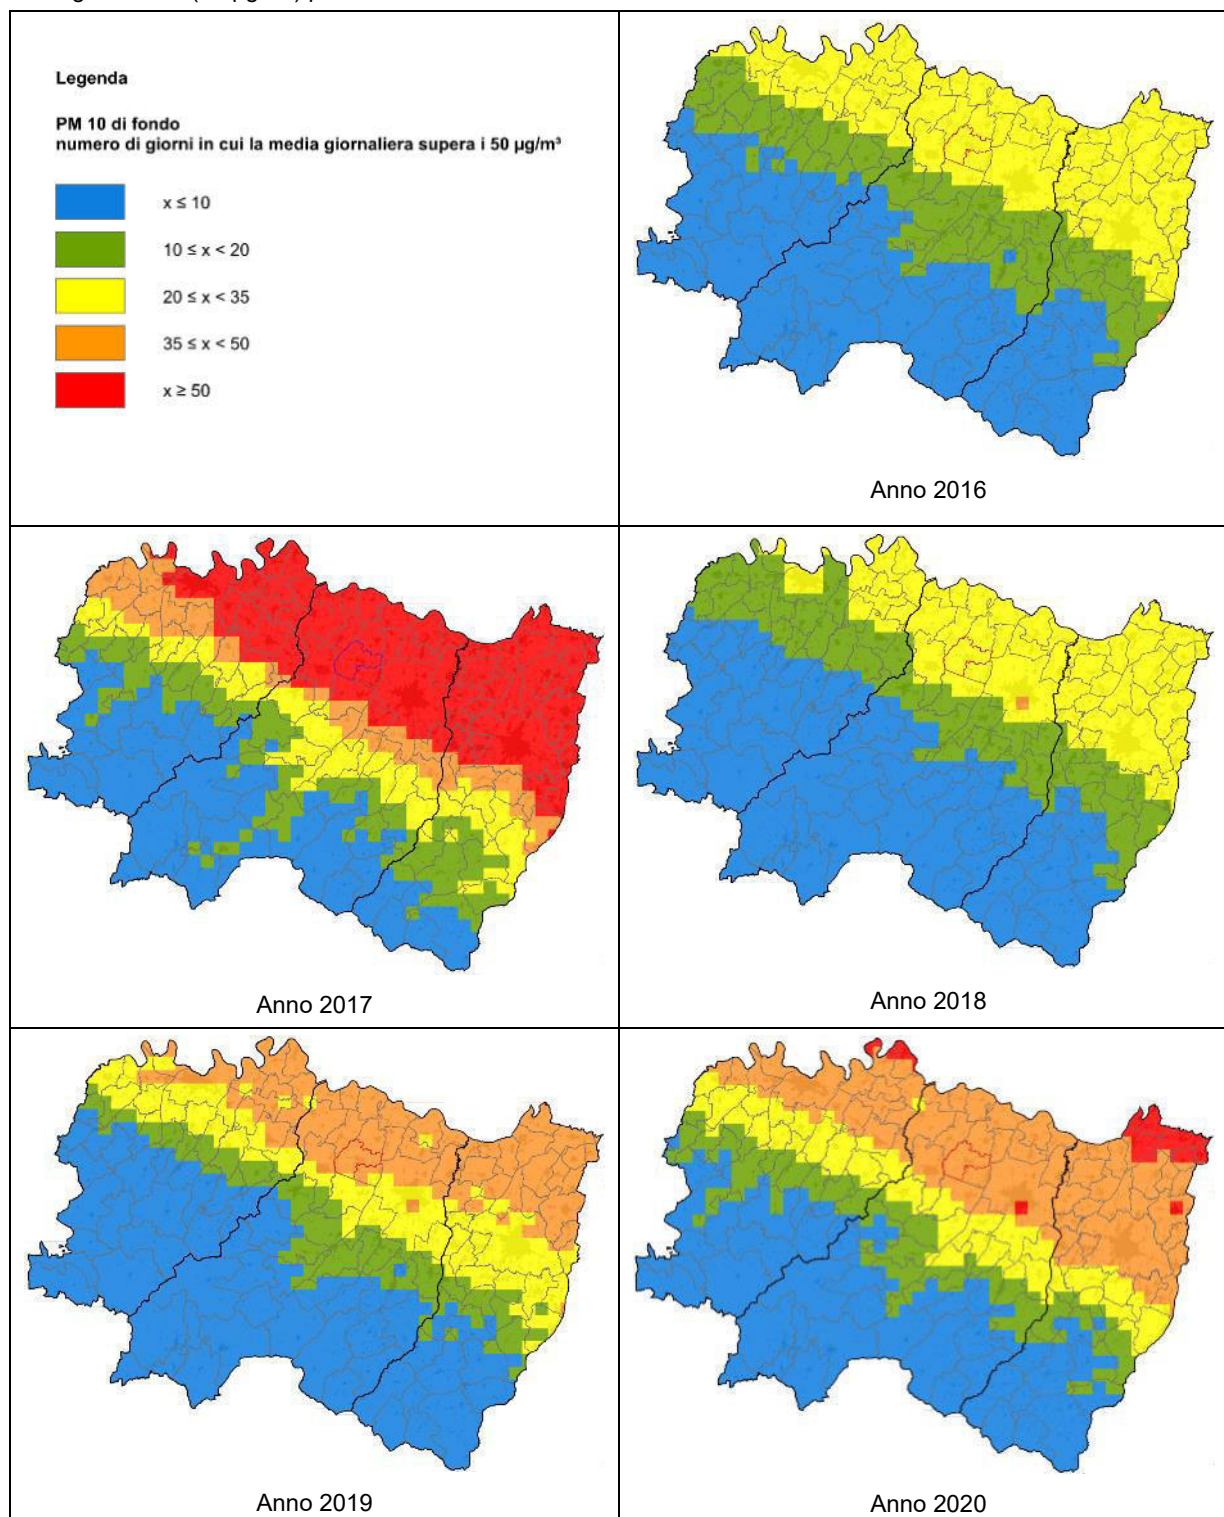 Legenda
PM 10 di fondo
numero di giorni in cui la media giornaliera supera i 50 µg/m³
x ≤ 10
10 ≤ x < 20
20 ≤ x < 35
35 ≤ x < 50
x ≥ 50
Anno 2016
Anno 2017
Anno 2018
Anno 2019
Anno 2020